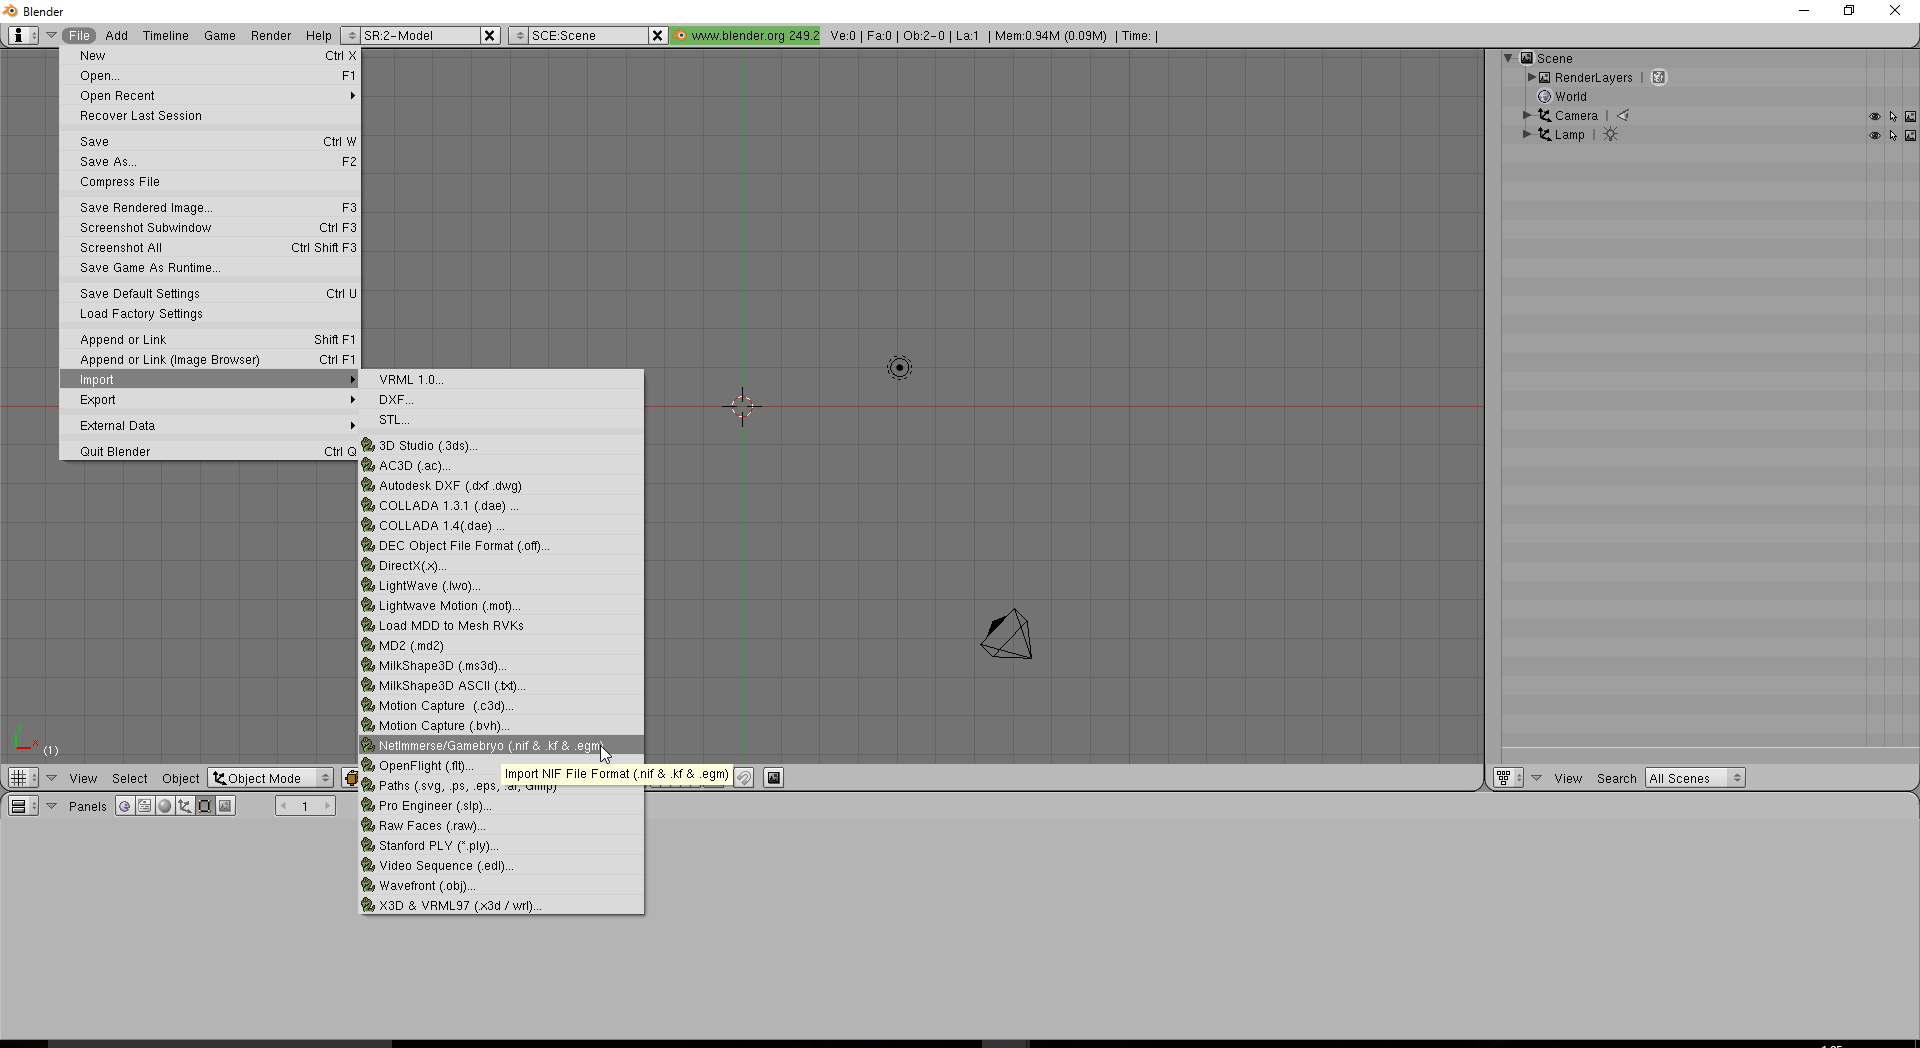 Blender
File Add Timeline Game Render Help SR:2-Model SCE:Scene www.blender.org 249.2 Ve:0 | Fa:0 | Ob:2-0 | La:1 | Mem:0.94M (0.09M) | Time: |
New Ctrl X
Open... F1
Open Recent
Recover Last Session
Save Ctrl W
Save As... F2
Compress File
Save Rendered Image... F3
Screenshot Subwindow Ctrl F3
Screenshot All Ctrl Shift F3
Save Game As Runtime...
Save Default Settings Ctrl U
Load Factory Settings
Append or Link Shift F1
Append or Link (Image Browser) Ctrl F1
Import
Export
External Data
Quit Blender Ctrl Q
VRML 1.0...
DXF...
STL...
3D Studio (.3ds)...
AC3D (.ac)...
Autodesk DXF (.dxf .dwg)
COLLADA 1.3.1 (.dae) ...
COLLADA 1.4(.dae) ...
DEC Object File Format (.off)...
DirectX(.x)...
LightWave (.lwo)...
Lightwave Motion (.mot)...
Load MDD to Mesh RVKs
MD2 (.md2)
MilkShape3D (.ms3d)...
MilkShape3D ASCII (.txt)...
Motion Capture (.c3d)...
Motion Capture (.bvh)...
NetImmerse/Gamebryo (.nif & .kf & .egm)
OpenFlight (.flt)...
Import NIF File Format (.nif & .kf & .egm)
Paths (.svg, .ps, .eps, .ai, Gimp)
Pro Engineer (.slp)...
Raw Faces (.raw)...
Stanford PLY (*.ply)...
Video Sequence (.edl)...
Wavefront (.obj)...
X3D & VRML97 (.x3d / wrl)...
Scene
RenderLayers
World
Camera
Lamp
x
(1)
View Select Object Object Mode
View Search All Scenes
Panels 1